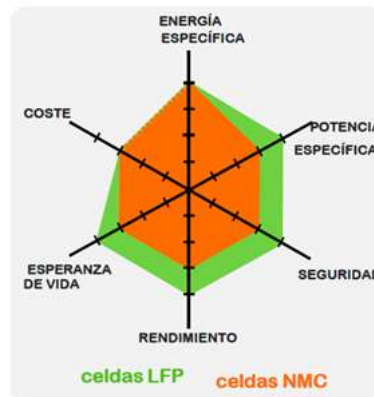 ENERGÍA
ESPECÍFICA
COSTE
POTENCIA
ESPECÍFICA
ESPERANZA
DE VIDA
SEGURIDAD
RENDIMIENTO
celdas LFP celdas NMC